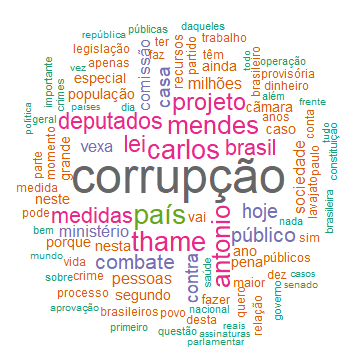 república públicas daqueles
legislação faz ter têm trabalho
apenas recursos partido operação
vez comissão casa ainda todo brasileiro provisória
importante crimes especial milhões dinheiro
países população projeto câmara além frente
dia deputados mendes anos tudo
política geral lei carlos brasil caso conta constituição
momento grande vexa sociedade paulo
parte corrupção lavajato brasileira
medida neste medidas país vai antonio hoje nada
pode ministério thame público sim
bem porque nesta contra ano
mundo vida combate saúde pena públicos
sobre crime pessoas maior dez casos
processo segundo fazer quero relação governo senado
aprovação brasileiros povo nacional desta reais
primeiro questão assinaturas
parlamentar